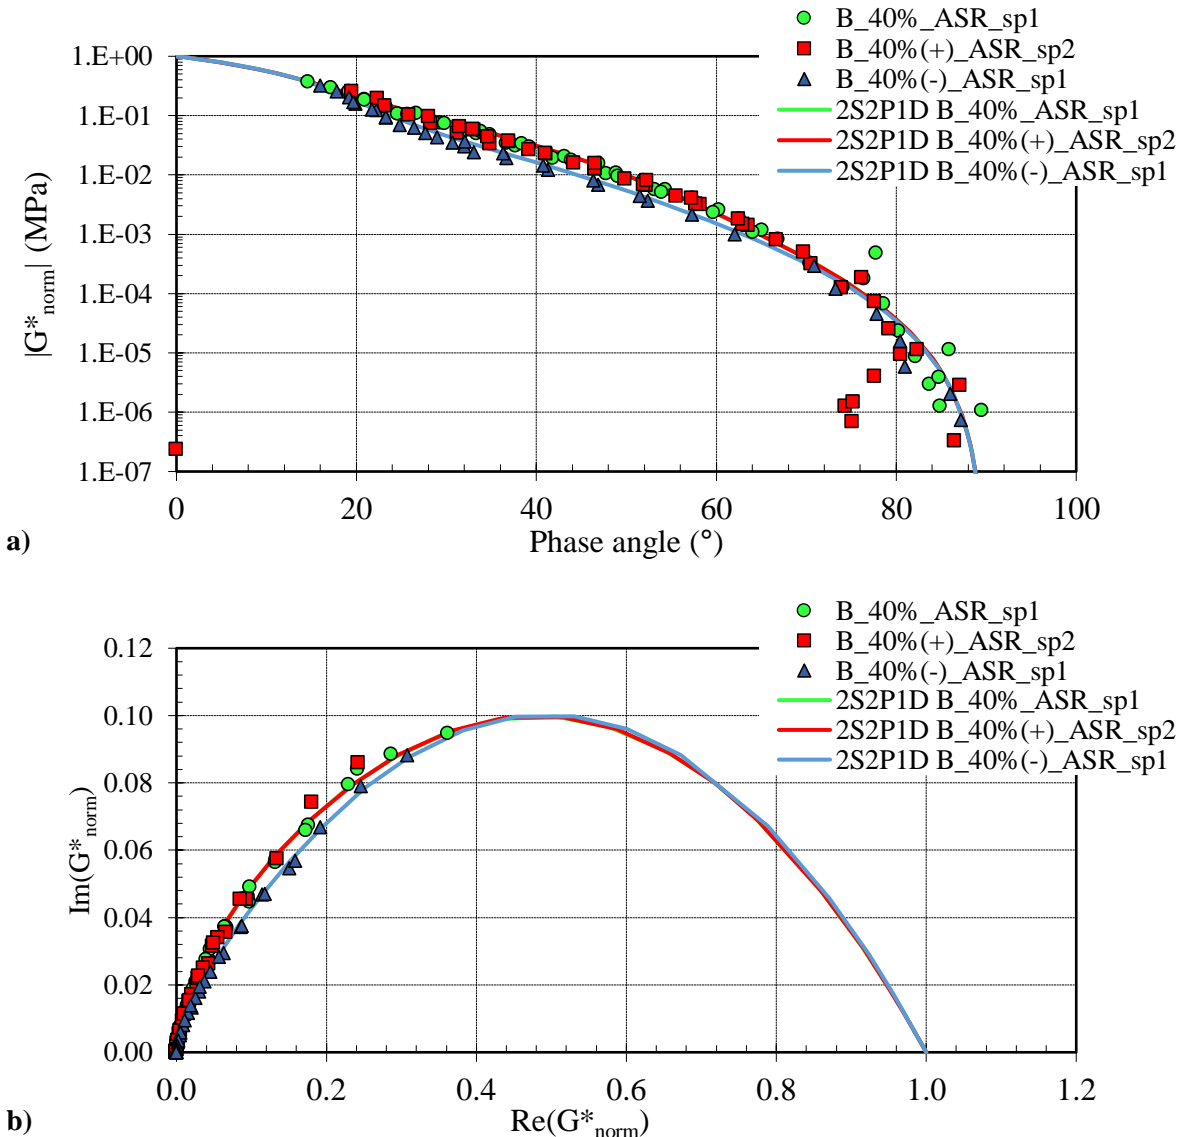 B_40%_ASR_sp1
B_40%(+)_ASR_sp2
B_40%(-)_ASR_sp1
2S2P1D B_40%_ASR_sp1
2S2P1D B_40%(+)_ASR_sp2
2S2P1D B_40%(-)_ASR_sp1
|G*norm| (MPa)
1.E+00
1.E-01
1.E-02
1.E-03
1.E-04
1.E-05
1.E-06
1.E-07
0 20 40 60 80 100
Phase angle (°)
a)
B_40%_ASR_sp1
B_40%(+)_ASR_sp2
B_40%(-)_ASR_sp1
2S2P1D B_40%_ASR_sp1
2S2P1D B_40%(+)_ASR_sp2
2S2P1D B_40%(-)_ASR_sp1
Im(G*norm)
0.12
0.10
0.08
0.06
0.04
0.02
0.00
0.0 0.2 0.4 0.6 0.8 1.0 1.2
Re(G*norm)
b)